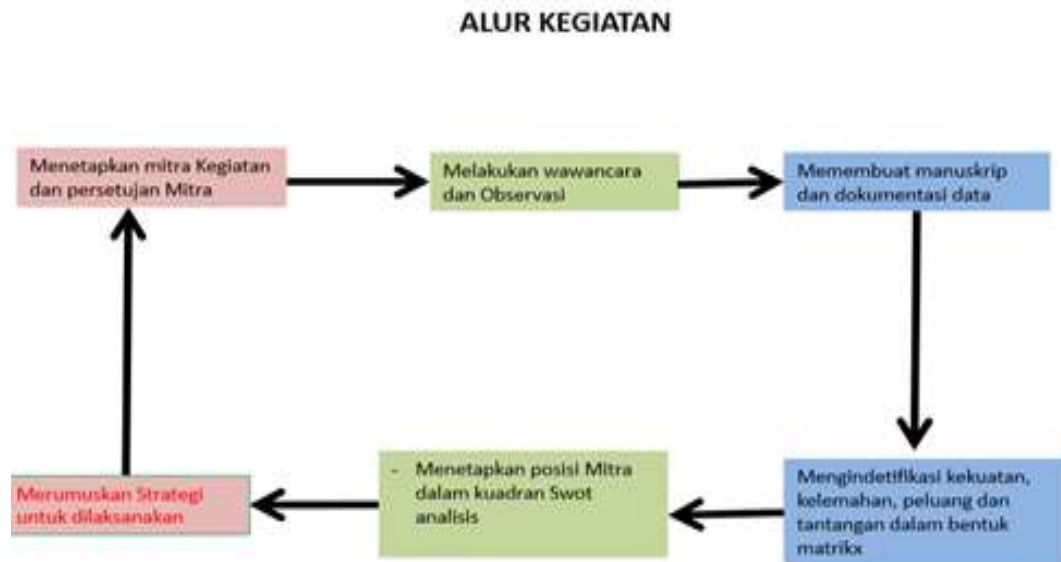 ALUR KEGIATAN
Menetapkan mitra Kegiatan
dan persetujan Mitra
Melakukan wawancara
dan Observasi
Memembuat manuskrip
dan dokumentasi data
Mengindetifikasi kekuatan,
kelemahan, peluang dan
tantangan dalam bentuk
matrikx
- Menetapkan posisi Mitra
dalam kuadran Swot
analisis
Merumuskan Strategi
untuk dilaksanakan